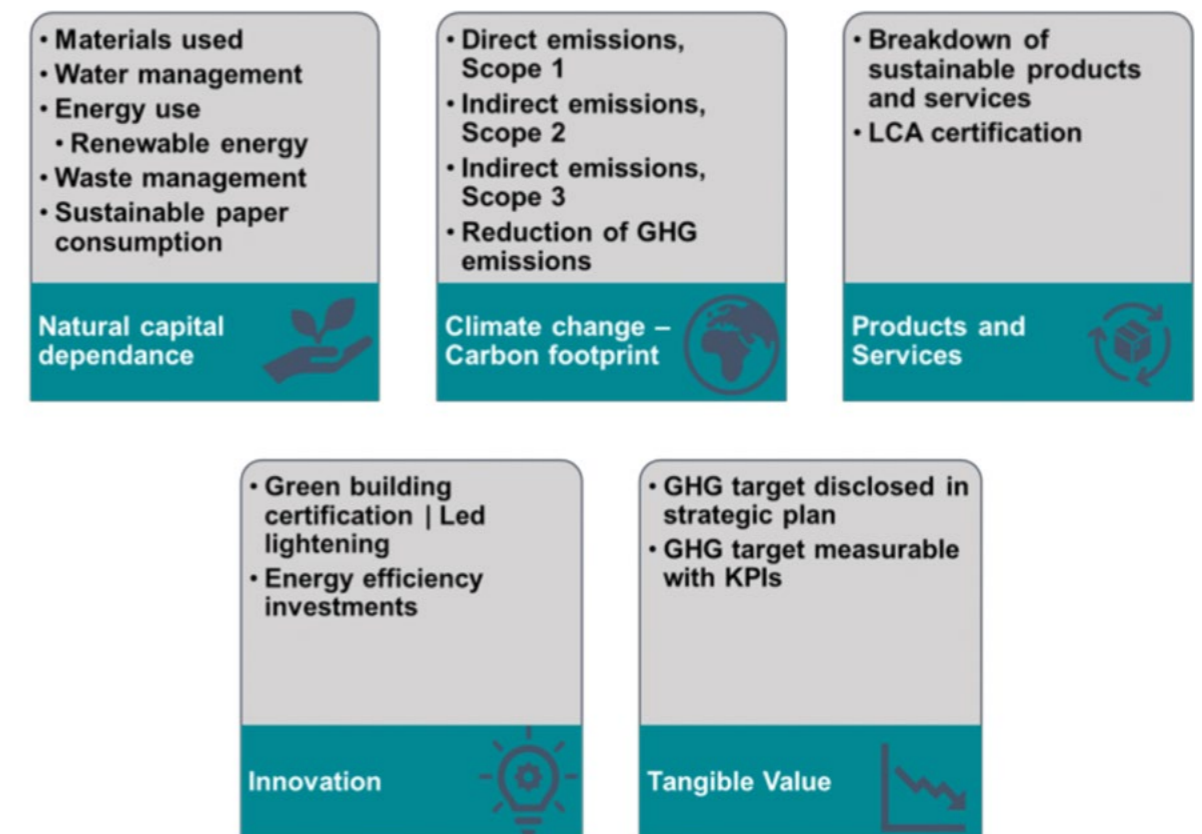 • Materials used
• Water management
• Energy use
• Renewable energy
• Waste management
• Sustainable paper
consumption
Natural capital
dependance
• Direct emissions,
Scope 1
• Indirect emissions,
Scope 2
• Indirect emissions,
Scope 3
• Reduction of GHG
emissions
Climate change –
Carbon footprint
• Breakdown of
sustainable products
and services
• LCA certification
Products and
Services
• Green building
certification | Led
lightening
• Energy efficiency
investments
Innovation
• GHG target disclosed in
strategic plan
• GHG target measurable
with KPIs
Tangible Value